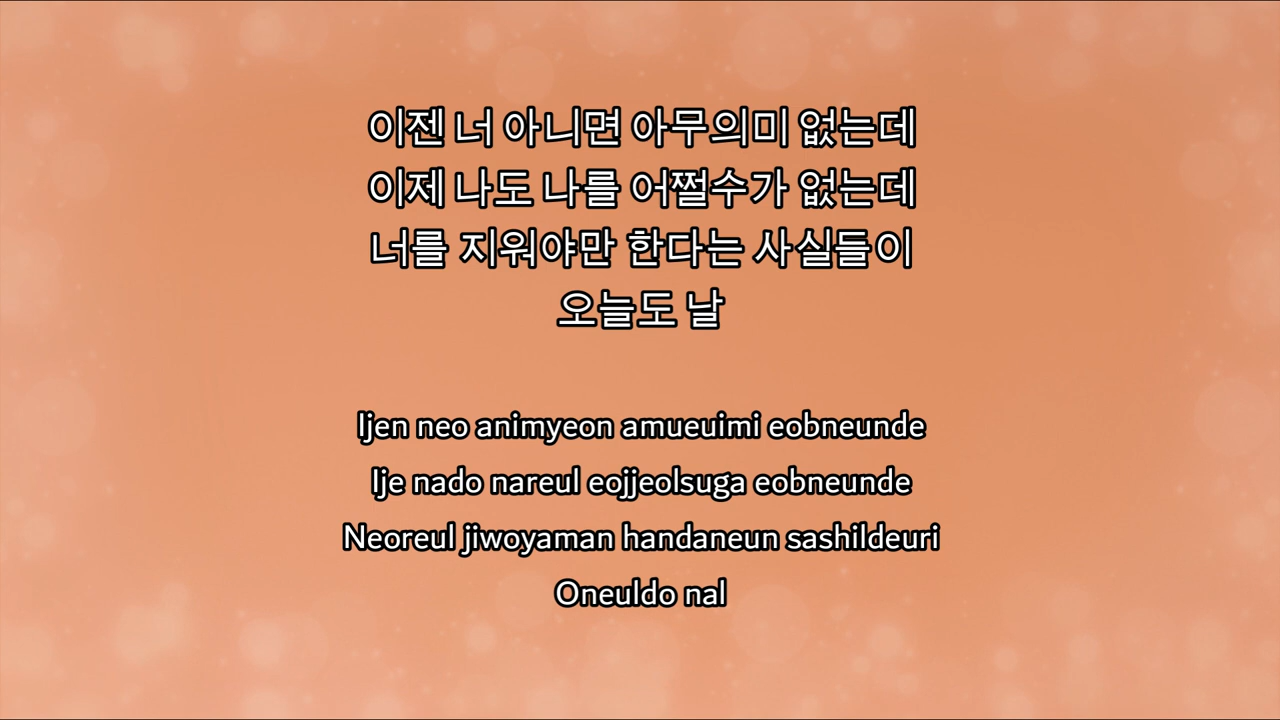 이젠 너 아니면 아무의미 없는데
이제 나도 나를 어쩔수가 없는데
너를 지워야만 한다는 사실들이
오늘도 날
Ijen neo animyeon amueuimi eobneunde
Ije nado nareul eojjeolsuga eobneunde
Neoreul jiwoyaman handaneun sashildeuri
Oneuldo nal